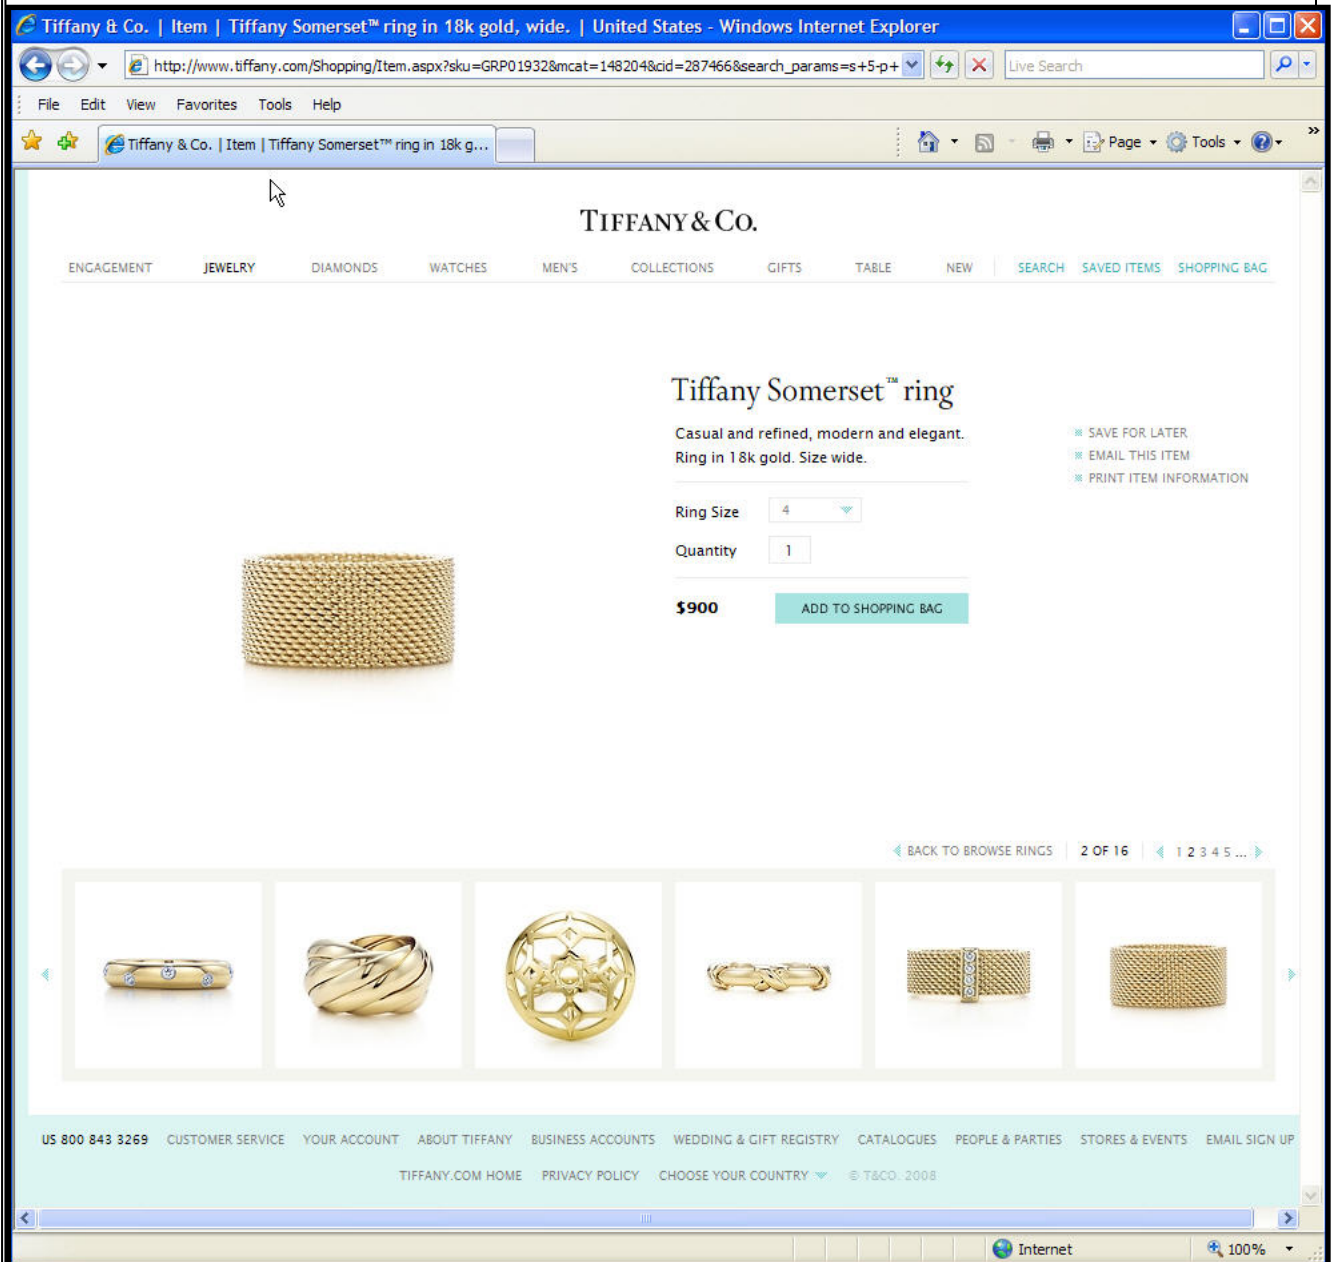 Tiffany & Co. | Item | Tiffany Somerset™ ring in 18k gold, wide. | United States - Windows Internet Explorer
http://www.tiffany.com/Shopping/Item.aspx?sku=GRP01932&mcat=148204&cid=287466&search_params=s+5-p+
Live Search
File Edit View Favorites Tools Help
Tiffany & Co. | Item | Tiffany Somerset™ ring in 18k g...
Page Tools
TIFFANY & CO.
ENGAGEMENT JEWELRY DIAMONDS WATCHES MEN'S COLLECTIONS GIFTS TABLE NEW SEARCH SAVED ITEMS SHOPPING BAG
Tiffany Somerset™ ring
Casual and refined, modern and elegant.
Ring in 18k gold. Size wide.
SAVE FOR LATER
EMAIL THIS ITEM
PRINT ITEM INFORMATION
Ring Size 4
Quantity 1
$900 ADD TO SHOPPING BAG
BACK TO BROWSE RINGS 2 OF 16 1 2 3 4 5 ...
US 800 843 3269 CUSTOMER SERVICE YOUR ACCOUNT ABOUT TIFFANY BUSINESS ACCOUNTS WEDDING & GIFT REGISTRY CATALOGUES PEOPLE & PARTIES STORES & EVENTS EMAIL SIGN UP
TIFFANY.COM HOME PRIVACY POLICY CHOOSE YOUR COUNTRY © T&CO. 2008
Internet 100%